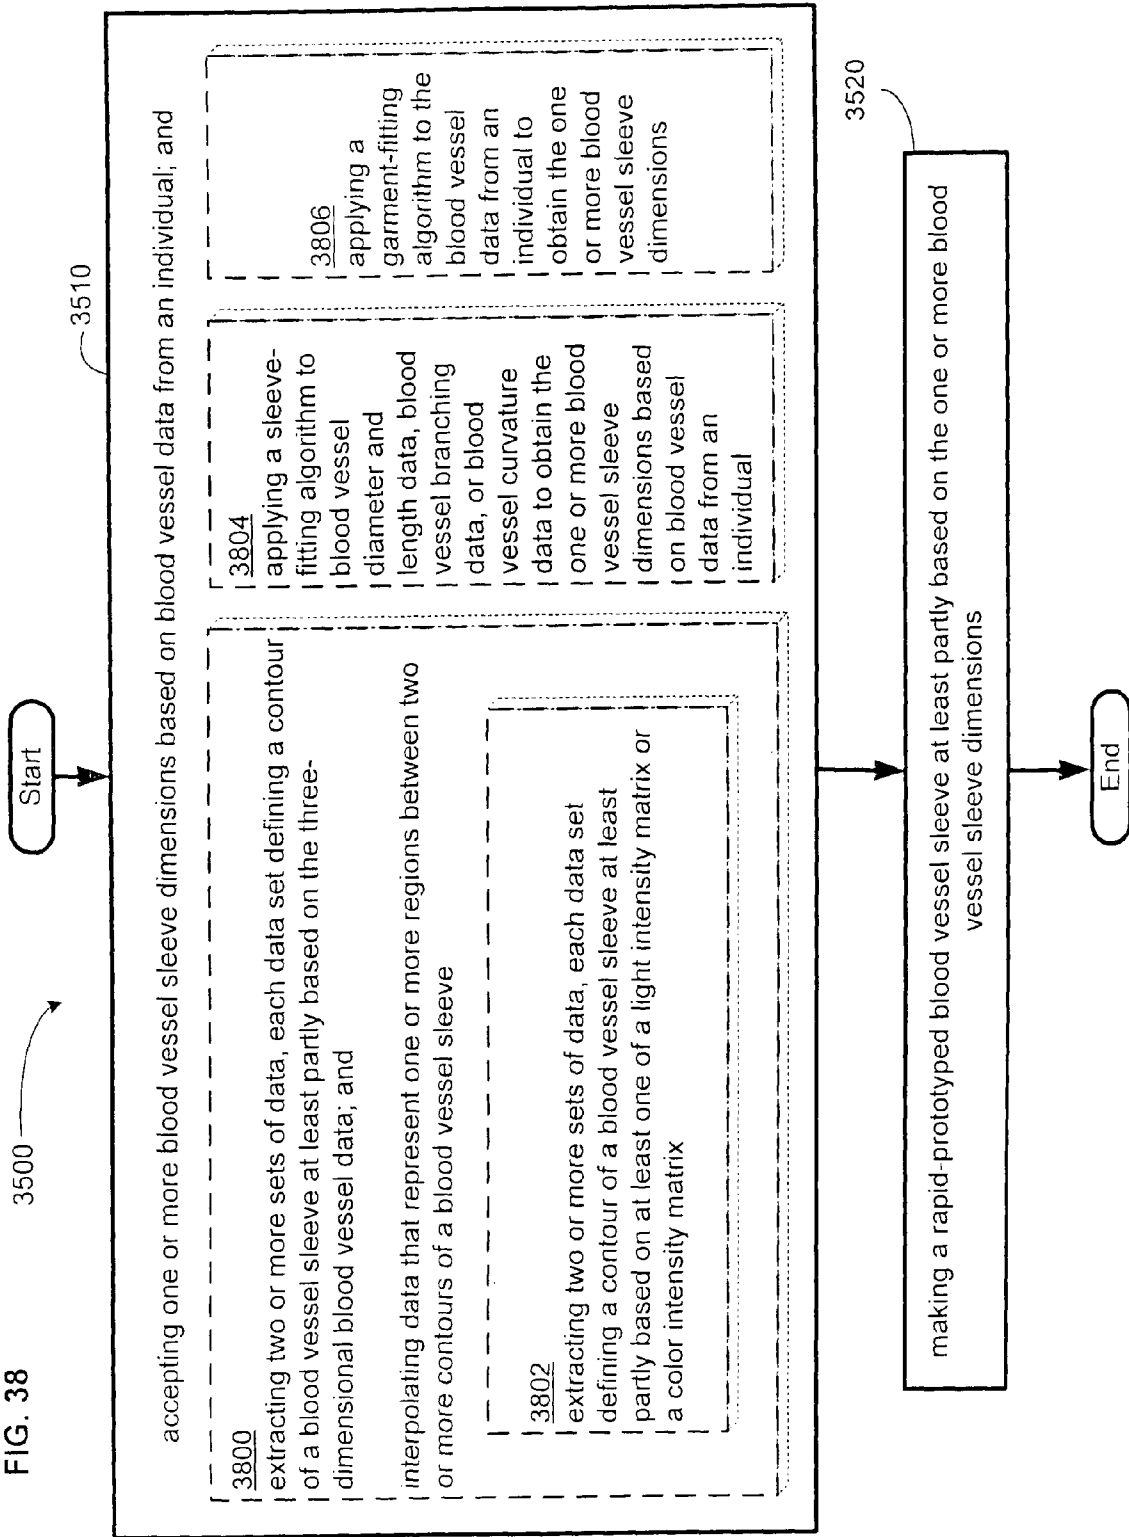 FIG. 38
3500
Start
3510
accepting one or more blood vessel sleeve dimensions based on blood vessel data from an individual; and
3800
extracting two or more sets of data, each data set defining a contour
of a blood vessel sleeve at least partly based on the three-
dimensional blood vessel data; and
interpolating data that represent one or more regions between two
or more contours of a blood vessel sleeve
3802
extracting two or more sets of data, each data set
defining a contour of a blood vessel sleeve at least
partly based on at least one of a light intensity matrix or
a color intensity matrix
3804
applying a sleeve-
fitting algorithm to
blood vessel
diameter and
length data, blood
vessel branching
data, or blood
vessel curvature
data to obtain the
one or more blood
vessel sleeve
dimensions based
on blood vessel
data from an
individual
3806
applying a
garment-fitting
algorithm to the
blood vessel
data from an
individual to
obtain the one
or more blood
vessel sleeve
dimensions
3520
making a rapid-prototyped blood vessel sleeve at least partly based on the one or more blood
vessel sleeve dimensions
End